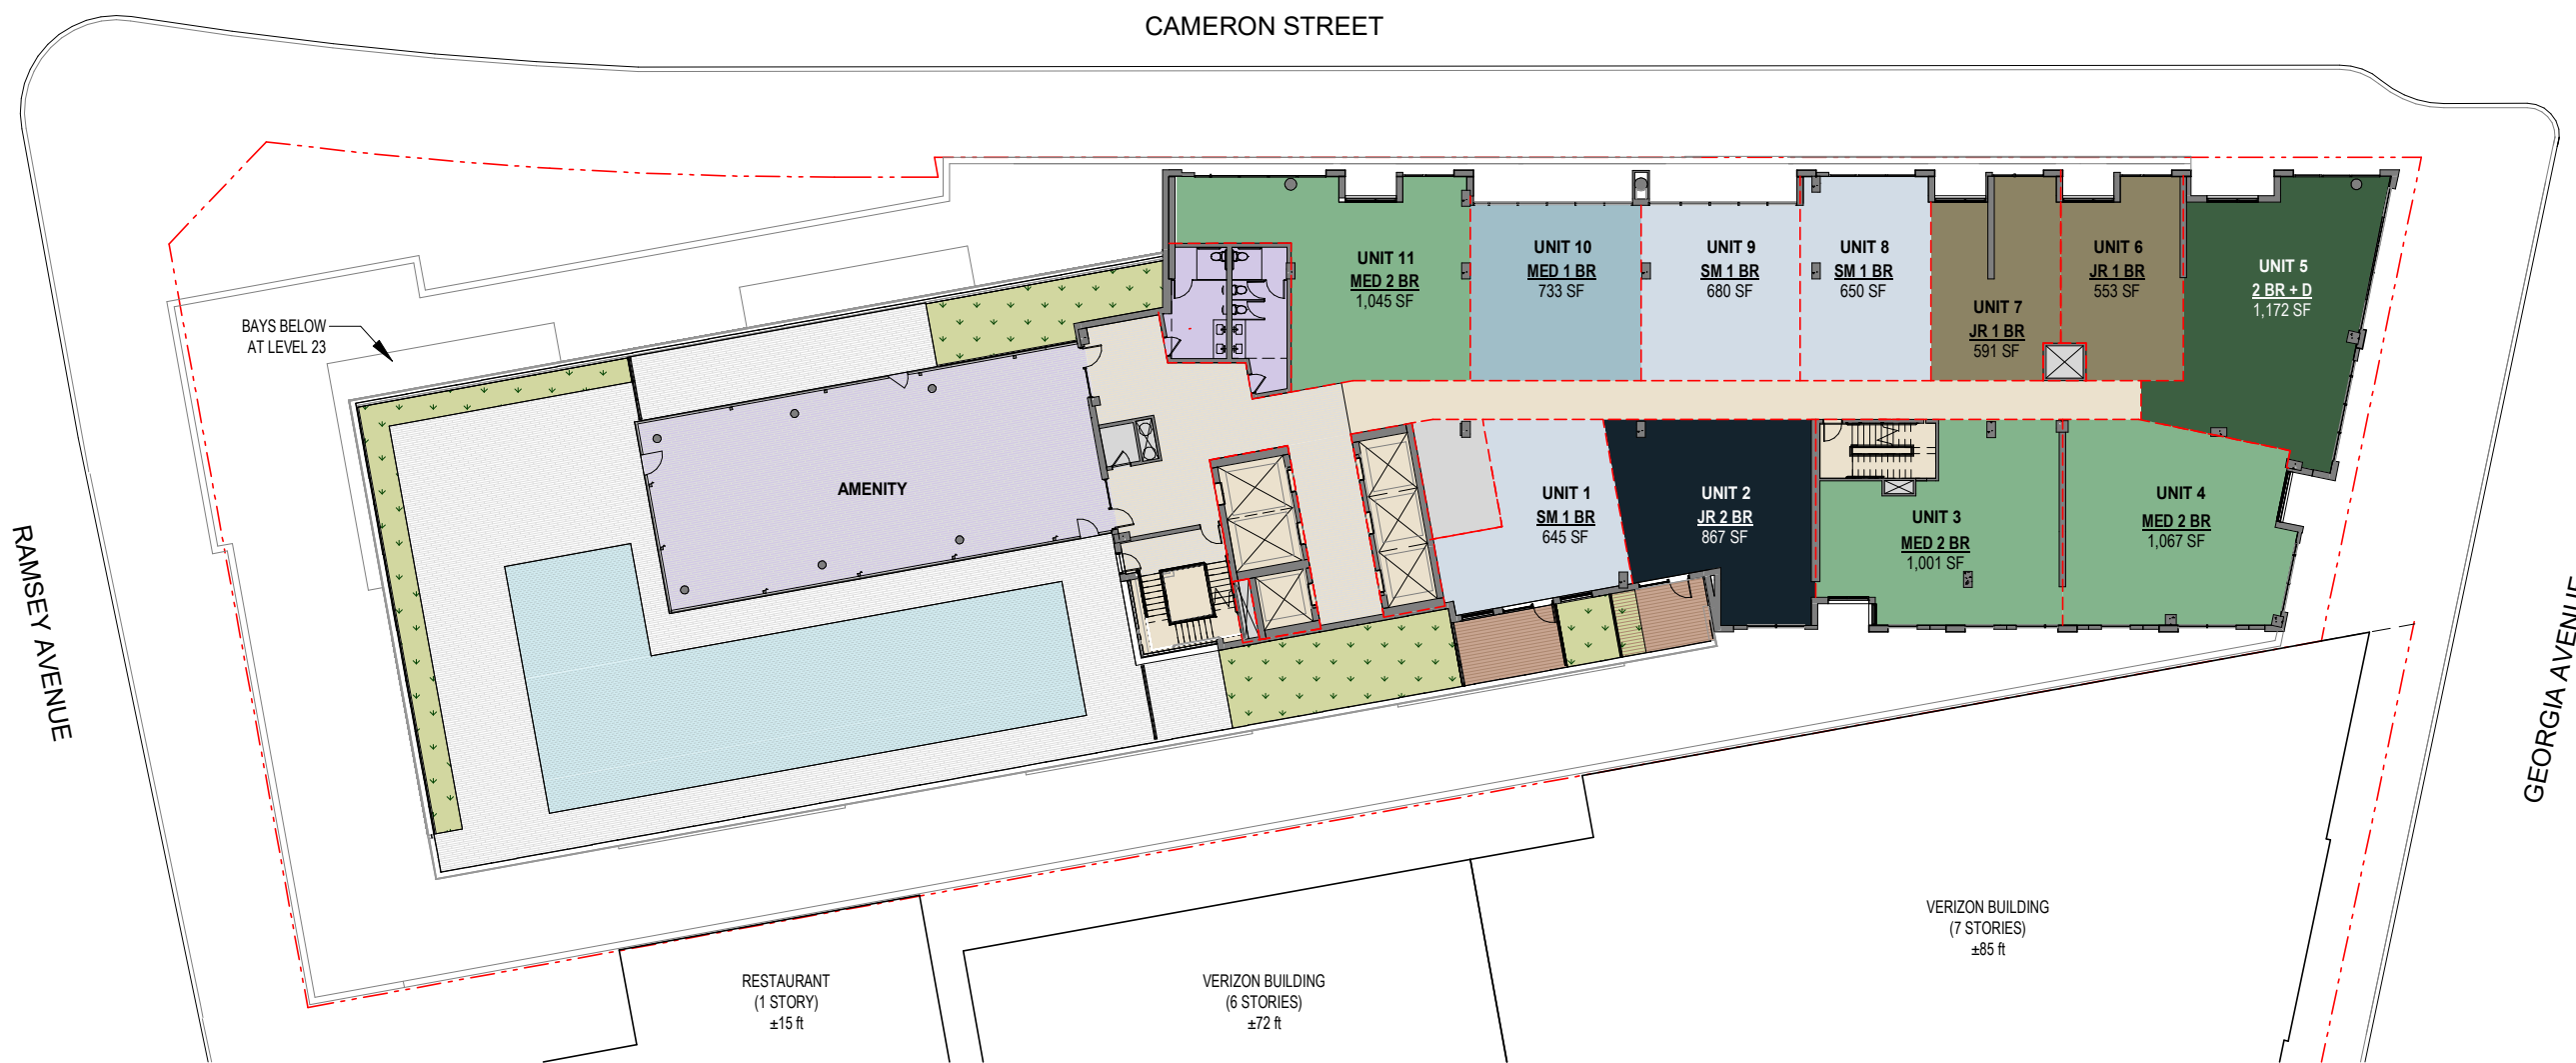 CAMERON STREET
BAYS BELOW
AT LEVEL 23
UNIT 11
MED 2 BR
1,045 SF
UNIT 10
MED 1 BR
733 SF
UNIT 9
SM 1 BR
680 SF
UNIT 8
SM 1 BR
650 SF
UNIT 7
JR 1 BR
591 SF
UNIT 6
JR 1 BR
553 SF
UNIT 5
2 BR + D
1,172 SF
AMENITY
UNIT 1
SM 1 BR
645 SF
UNIT 2
JR 2 BR
867 SF
UNIT 3
MED 2 BR
1,001 SF
UNIT 4
MED 2 BR
1,067 SF
RAMSEY AVENUE
GEORGIA AVENUE
RESTAURANT
(1 STORY)
±15 ft
VERIZON BUILDING
(6 STORIES)
±72 ft
VERIZON BUILDING
(7 STORIES)
±85 ft